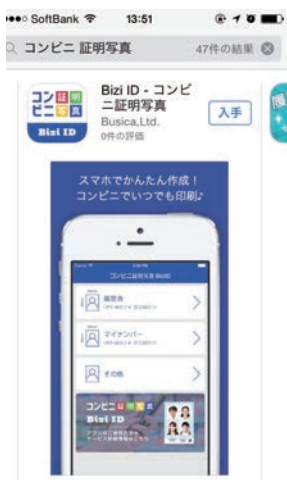 SoftBank 13:51
コンビニ 証明写真 47件の結果
コンビニ証明写真
Bizi ID
Bizi ID - コンビ
ニ証明写真
Busica,Ltd.
0件の評価
入手
履
スマホでかんたん作成！
コンビニでいつでも印刷♪
コンビニ証明写真 BiziID
履歴書
マイナンバー
その他
コンビニ証明写真
Bizi ID